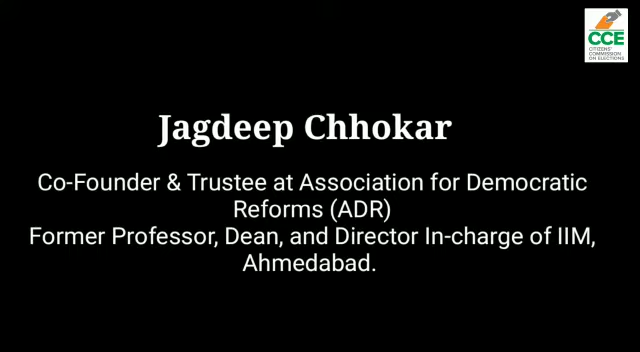 CCE
CITIZENS'
COMMISSION
ON ELECTIONS
Jagdeep Chhokar
Co-Founder & Trustee at Association for Democratic
Reforms (ADR)
Former Professor, Dean, and Director In-charge of IIM,
Ahmedabad.